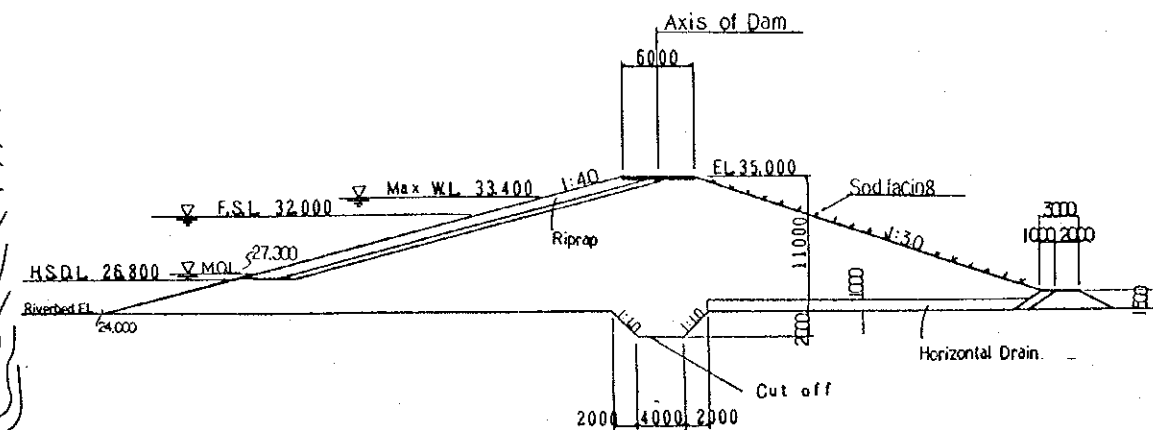 Axis of Dam
6000
EL 35,000
Max W.L. 33.400
1:4.0
F.S.L 32.000
Sod facing
3000
1000 2000
Riprap
11000
1:3.0
27.300
M.O.L
H.S.D.L 26.800
1000
1500
Riverbed EL.
24.000
1:1.0
1:1.0
2000
Horizontal Drain
Cut off
2000 4000 2000